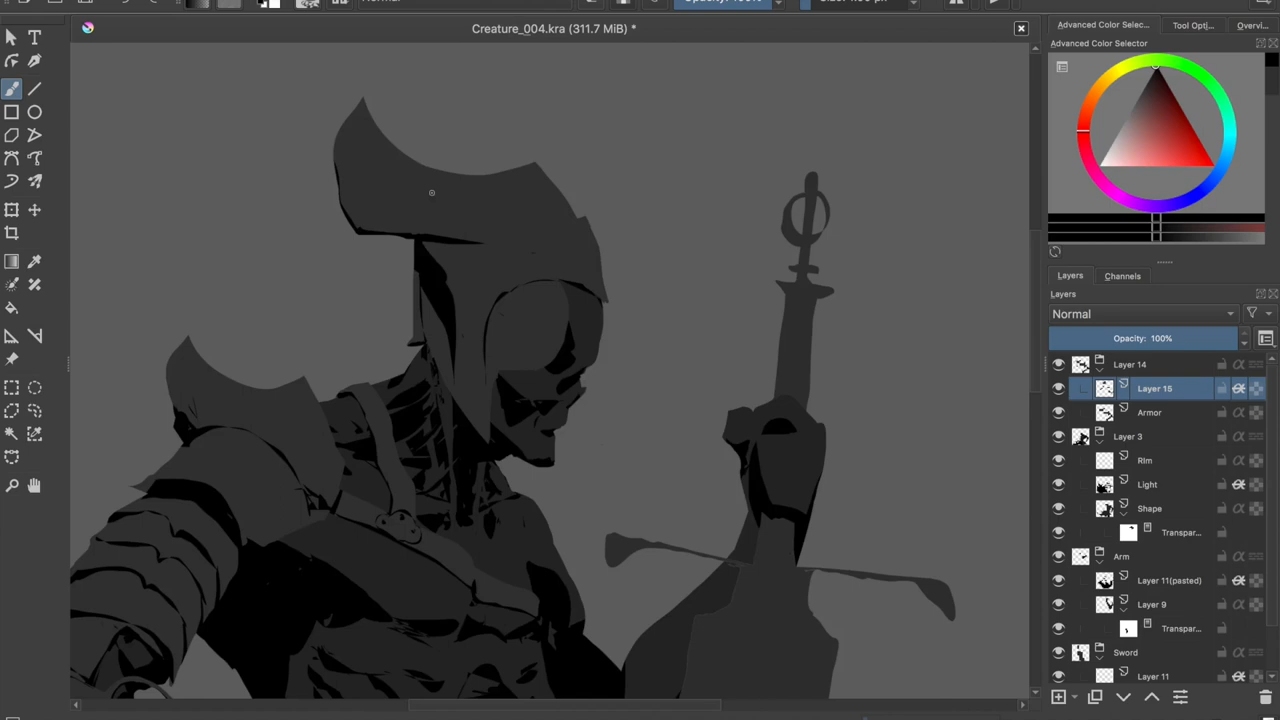 Creature_004.kra (311.7 MiB) *
Advanced Color Selec...
Tool Opti...
Overvi...
Advanced Color Selector
Layers
Channels
Layers
Normal
Opacity: 100%
Layer 14
Layer 15
Armor
Layer 3
RIm
Light
Shape
Transpar...
Arm
Layer 11(pasted)
Layer 9
Transpar...
Sword
Layer 11